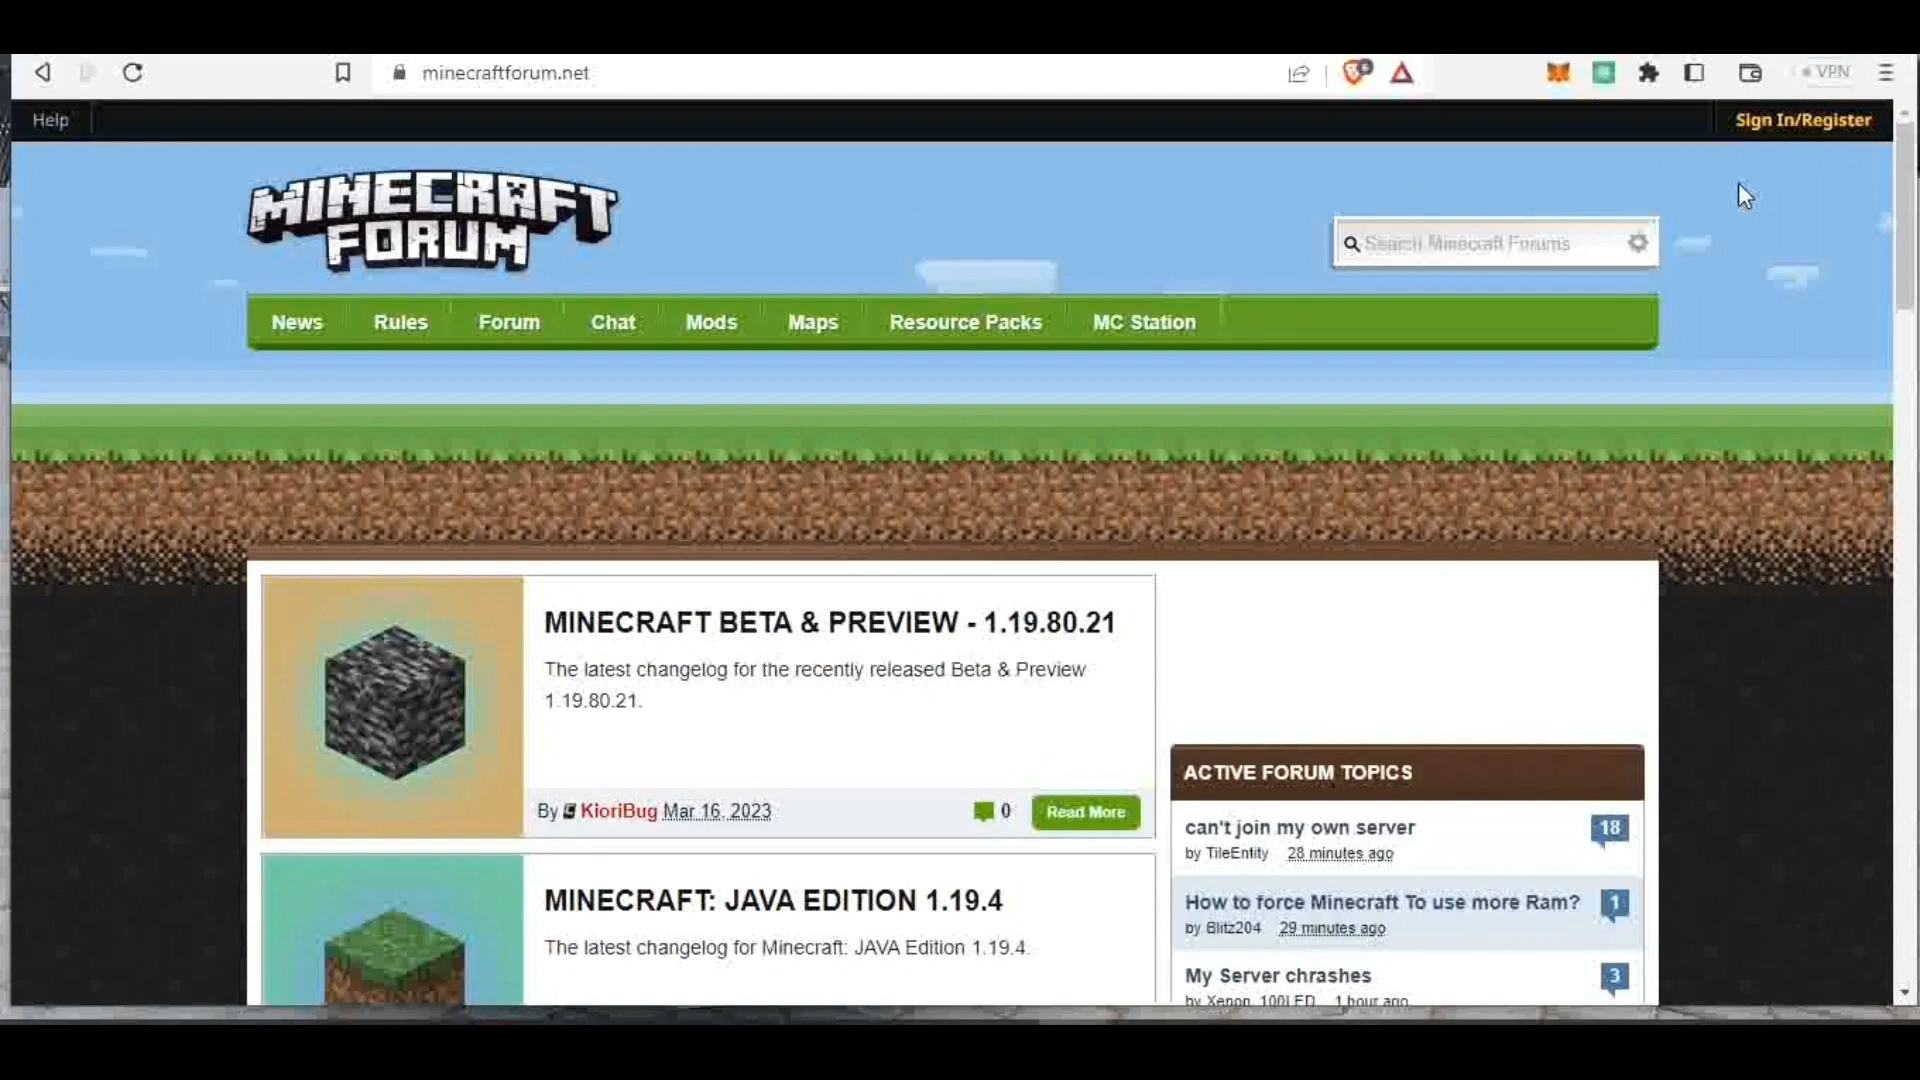 minecraftforum.net
VPN
Help
Sign In/Register
MINECRAFT
FORUM
Search Minecraft Forums
News
Rules
Forum
Chat
Mods
Maps
Resource Packs
MC Station
MINECRAFT BETA & PREVIEW - 1.19.80.21
The latest changelog for the recently released Beta & Preview
1.19.80.21.
By KioriBug Mar 16, 2023
0
Read More
MINECRAFT: JAVA EDITION 1.19.4
The latest changelog for Minecraft: JAVA Edition 1.19.4.
ACTIVE FORUM TOPICS
can't join my own server
18
by TileEntity 28 minutes ago
How to force Minecraft To use more Ram?
1
by Blitz204 29 minutes ago
My Server chrashes
3
by Xenon_100LED 1 hour ago